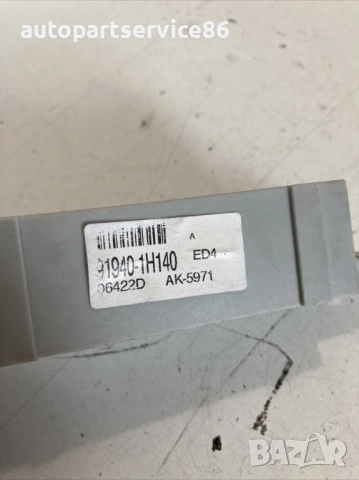 autopartservice86
A
91940-1H140 ED4
06422D AK-5971
BAZAR